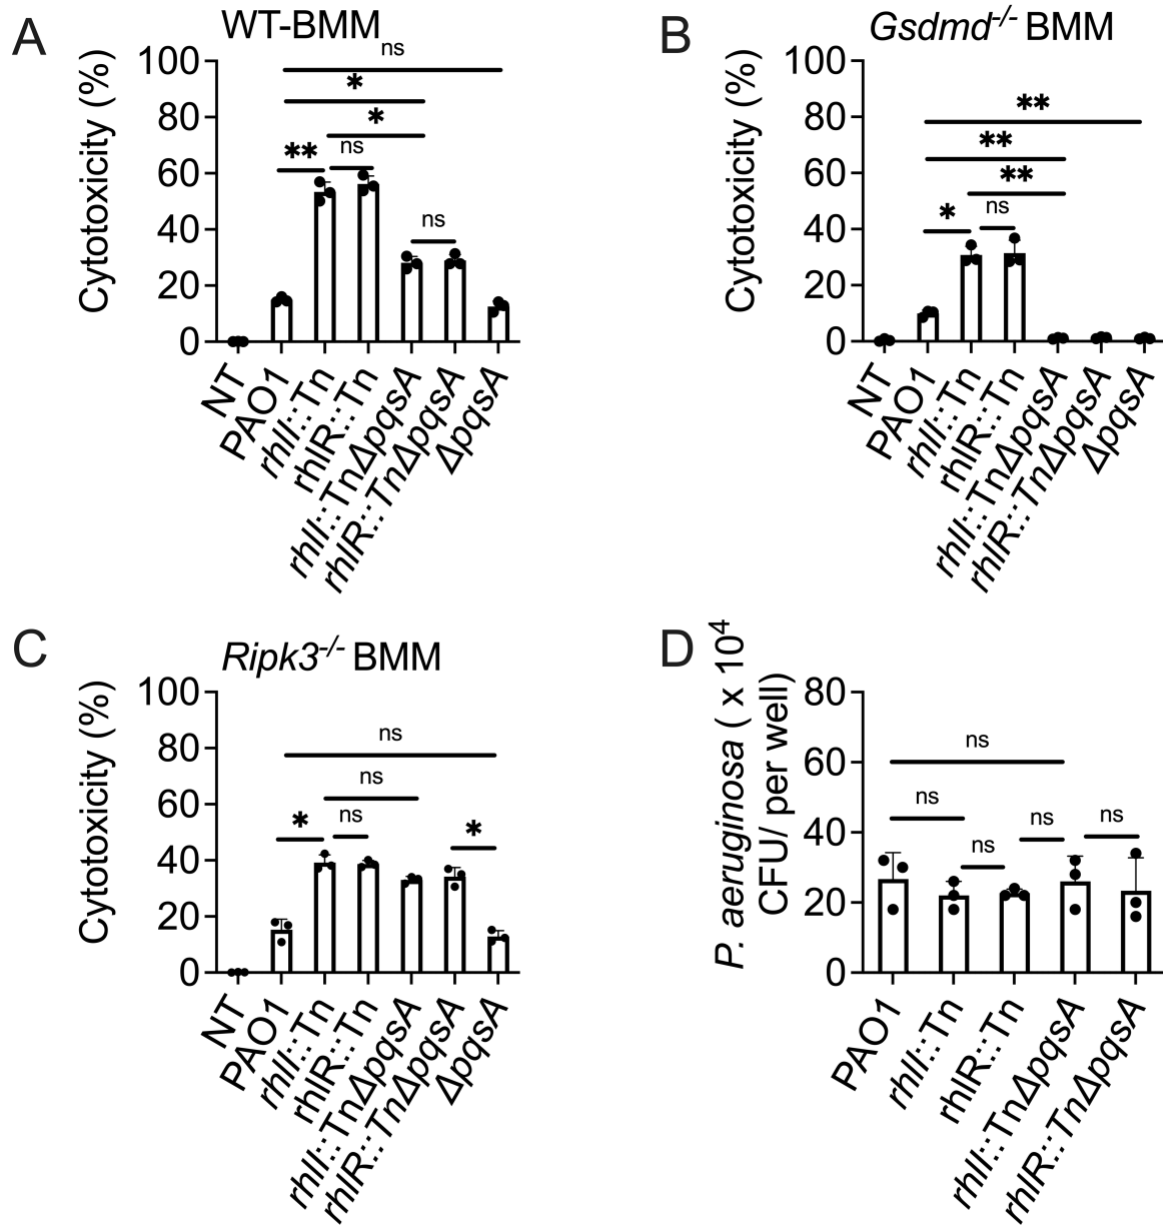 A
WT-BMM
Cytotoxicity (%)
100
80
60
40
20
0
ns
*
*
**
ns
ns
NT
PAO1
rhlI::Tn
rhlR::Tn
rhlI::TnΔpqsA
rhlR::TnΔpqsA
ΔpqsA
B
Gsdmd-/- BMM
Cytotoxicity (%)
100
80
60
40
20
0
**
**
**
*
ns
NT
PAO1
rhlI::Tn
rhlR::Tn
rhlI::TnΔpqsA
rhlR::TnΔpqsA
ΔpqsA
C
Ripk3-/- BMM
Cytotoxicity (%)
100
80
60
40
20
0
ns
ns
*
ns
*
NT
PAO1
rhlI::Tn
rhlR::Tn
rhlI::TnΔpqsA
rhlR::TnΔpqsA
ΔpqsA
D
P. aeruginosa ( x 10⁴
CFU/ per well)
80
60
40
20
0
ns
ns
ns
ns
ns
PAO1
rhlI::Tn
rhlR::Tn
rhlI::TnΔpqsA
rhlR::TnΔpqsA